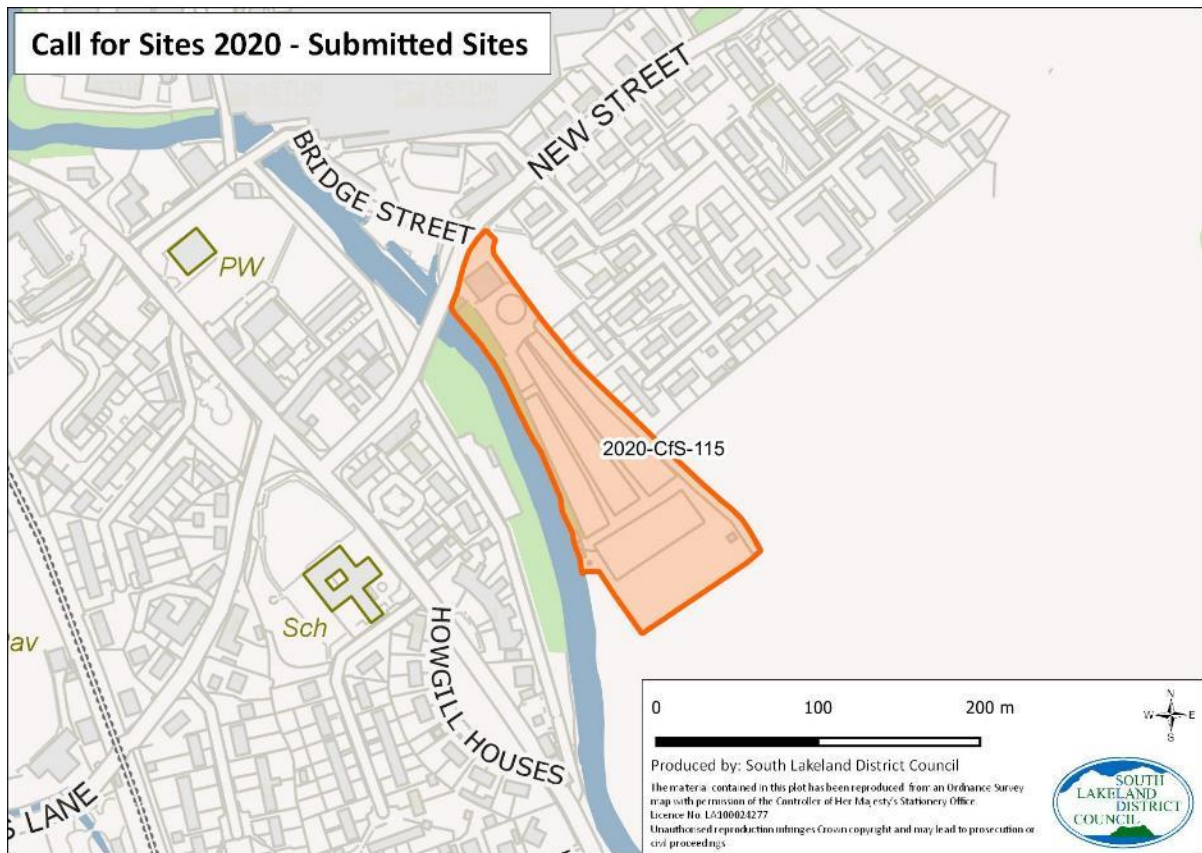 Call for Sites 2020 - Submitted Sites
NEW STREET
BRIDGE STREET
PW
2020-CfS-115
Sch
HOWGILL HOUSES
S LANE
0 100 200 m
N
W E
S
Produced by: South Lakeland District Council
The material contained in this plot has been reproduced from an Ordnance Survey
map with permission of the Controller of Her Majesty's Stationery Office.
Licence No. LA100024277
Unauthorised reproduction infringes Crown copyright and may lead to prosecution or
civil proceedings
SOUTH
LAKELAND
DISTRICT
COUNCIL